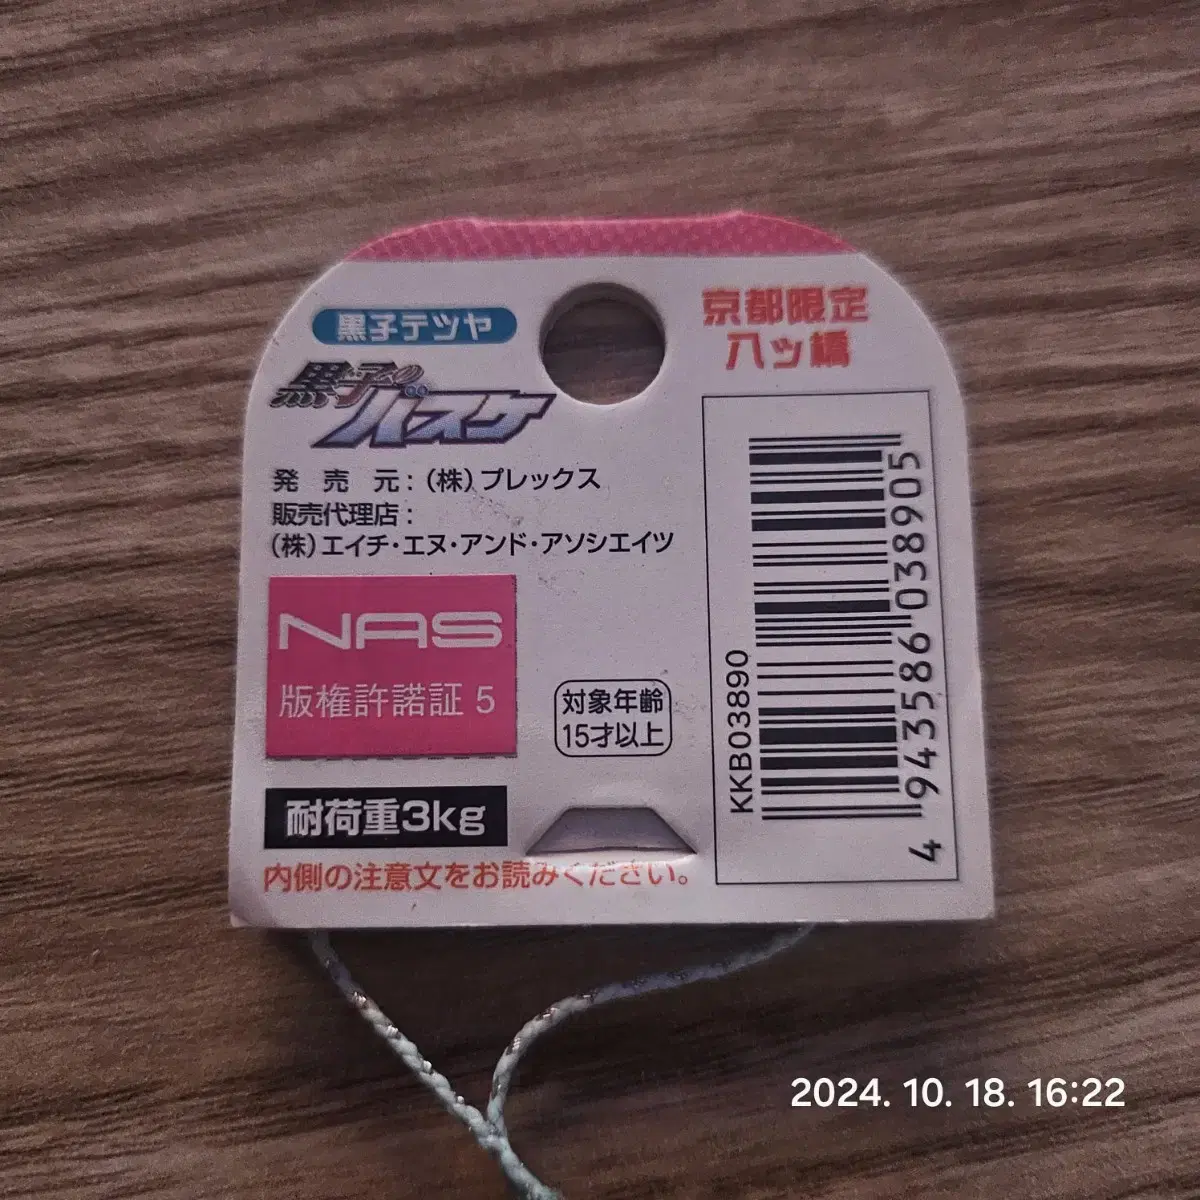 黒子テツヤ
黒子のバスケ
京都限定
八ッ橋
発売元:(株)プレックス
販売代理店:
(株)エイチ・エヌ・アンド・アソシエイツ
NAS
版権許諾証5
対象年齢
15才以上
耐荷重3kg
内側の注意文をお読みください。
KKB03890
4 943586 038905
2024. 10. 18. 16:22